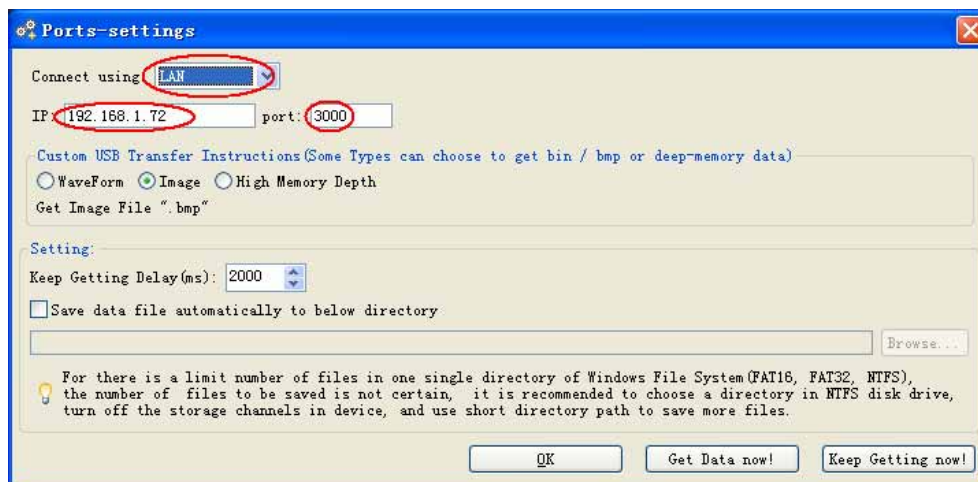 Ports-settings
Connect using: LAN
IP: 192.168.1.72 port: 3000
Custom USB Transfer Instructions(Some Types can choose to get bin / bmp or deep-memory data)
WaveForm Image High Memory Depth
Get Image File ".bmp"
Setting:
Keep Getting Delay(ms): 2000
Save data file automatically to below directory
Browse...
For there is a limit number of files in one single directory of Windows File System(FAT16, FAT32, NTFS),
the number of files to be saved is not certain, it is recommended to choose a directory in NTFS disk drive,
turn off the storage channels in device, and use short directory path to save more files.
OK Get Data now! Keep Getting now!